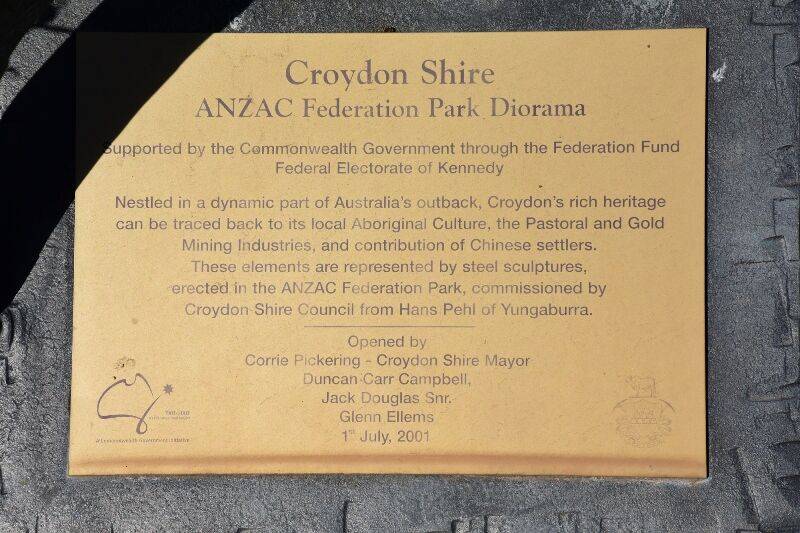 Croydon Shire
ANZAC Federation Park Diorama
Supported by the Commonwealth Government through the Federation Fund
Federal Electorate of Kennedy
Nestled in a dynamic part of Australia's outback, Croydon's rich heritage
can be traced back to its local Aboriginal Culture, the Pastoral and Gold
Mining Industries, and contribution of Chinese settlers.
These elements are represented by steel sculptures,
erected in the ANZAC Federation Park, commissioned by
Croydon Shire Council from Hans Pehl of Yungaburra.
Opened by
Corrie Pickering - Croydon Shire Mayor
Duncan Carr Campbell,
Jack Douglas Snr.
Glenn Ellems
1st July, 2001
A Commonwealth Government Initiative